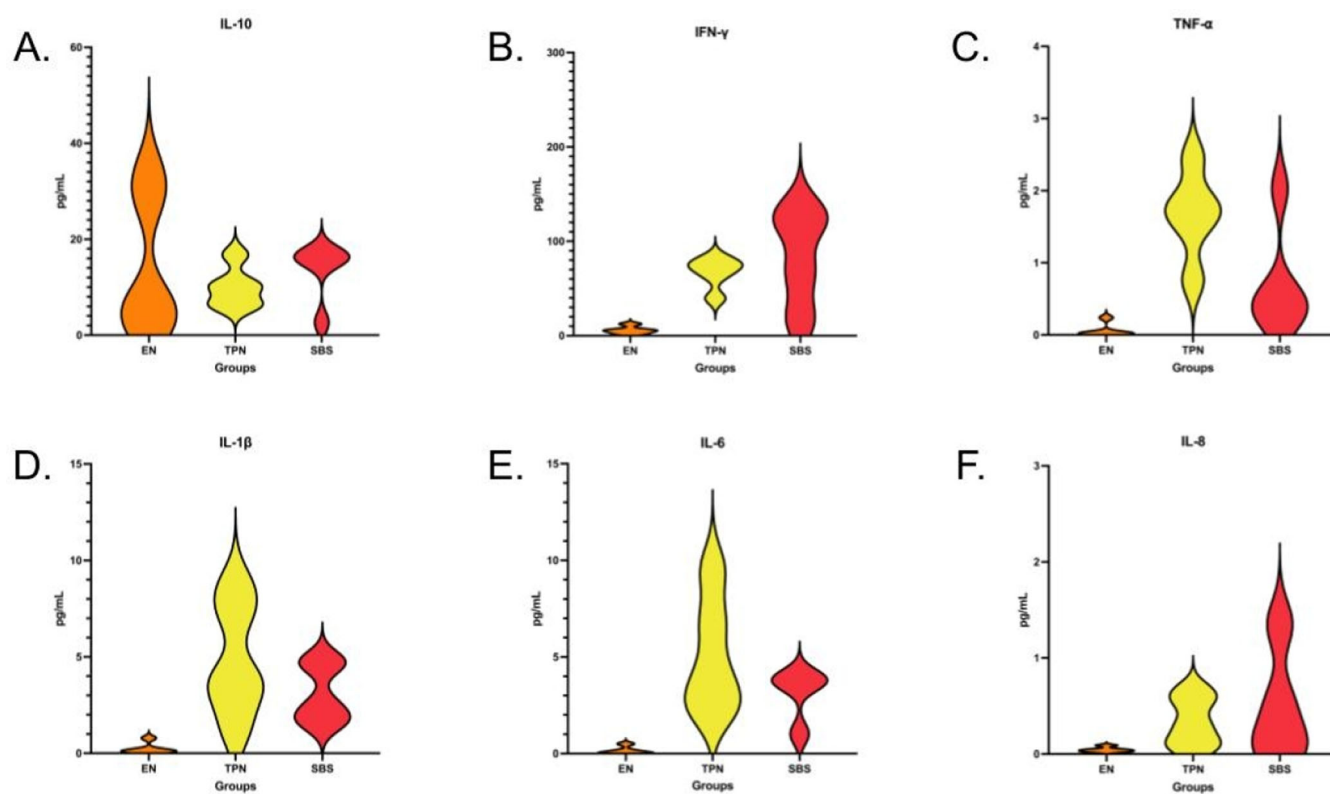 A.
IL-10
60
40
20
0
pg/mL
EN TPN SBS
Groups
B.
IFN-γ
300
200
100
0
pg/mL
EN TPN SBS
Groups
C.
TNF-α
4
3
2
1
0
pg/mL
EN TPN SBS
Groups
D.
IL-1β
15
10
5
0
pg/mL
EN TPN SBS
Groups
E.
IL-6
15
10
5
0
pg/mL
EN TPN SBS
Groups
F.
IL-8
3
2
1
0
pg/mL
EN TPN SBS
Groups